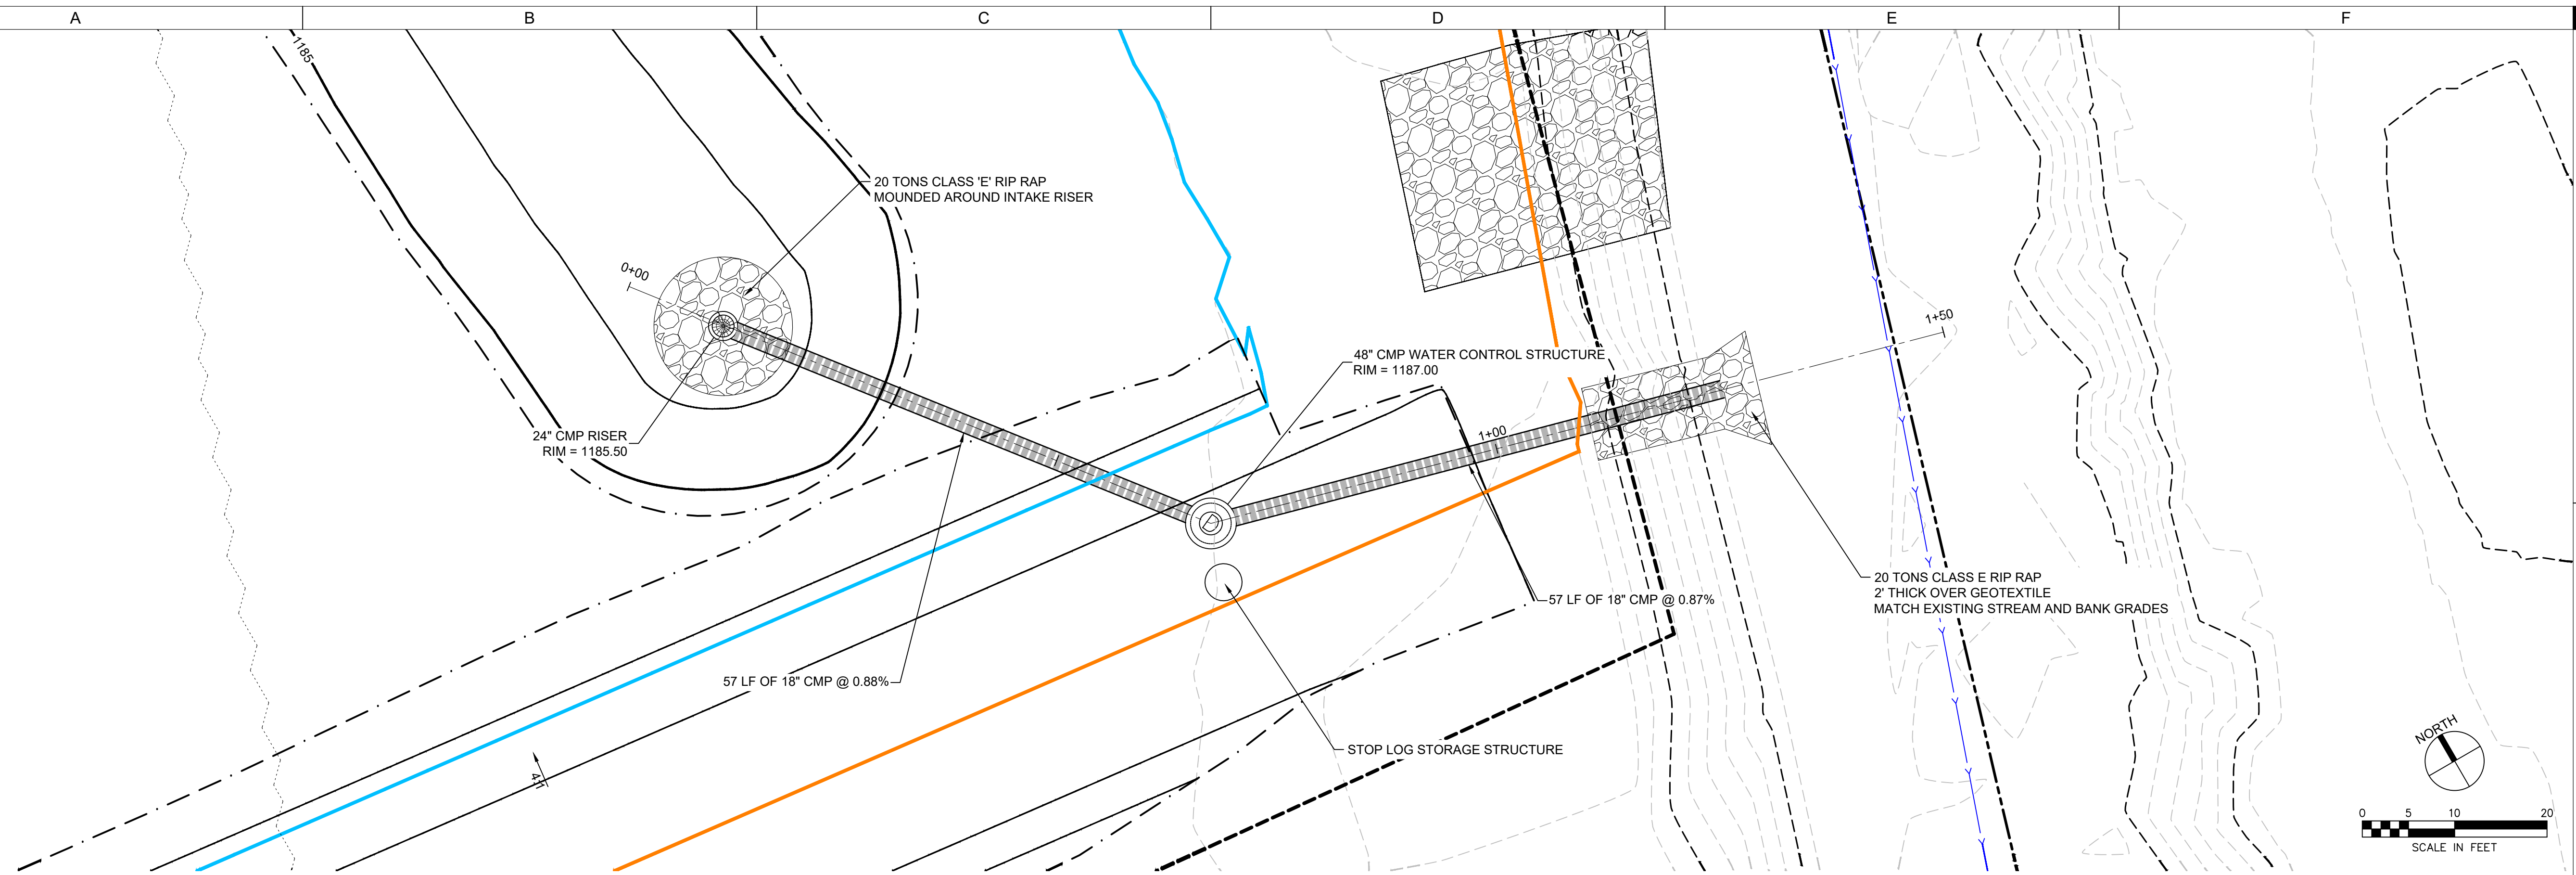 A B C D E F
1185
20 TONS CLASS 'E' RIP RAP
MOUNDED AROUND INTAKE RISER
0+00
1+50
48" CMP WATER CONTROL STRUCTURE
RIM = 1187.00
24" CMP RISER
RIM = 1185.50
1+00
20 TONS CLASS E RIP RAP
2' THICK OVER GEOTEXTILE
MATCH EXISTING STREAM AND BANK GRADES
57 LF OF 18" CMP @ 0.87%
57 LF OF 18" CMP @ 0.88%
STOP LOG STORAGE STRUCTURE
4:1
NORTH
0 5 10 20
SCALE IN FEET